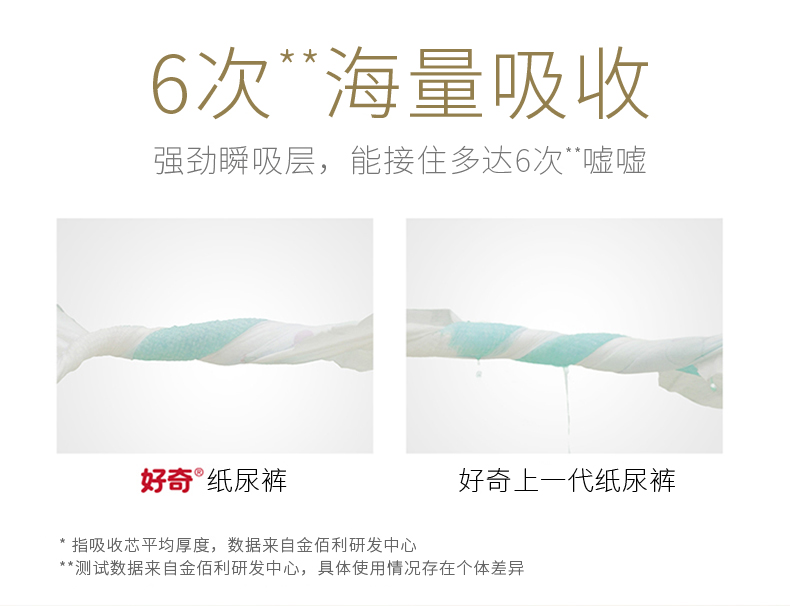 6次**海量吸收
强劲瞬吸层，能接住多达6次**嘘嘘
好奇®纸尿裤
好奇上一代纸尿裤
* 指吸收芯平均厚度，数据来自金佰利研发中心
**测试数据来自金佰利研发中心，具体使用情况存在个体差异